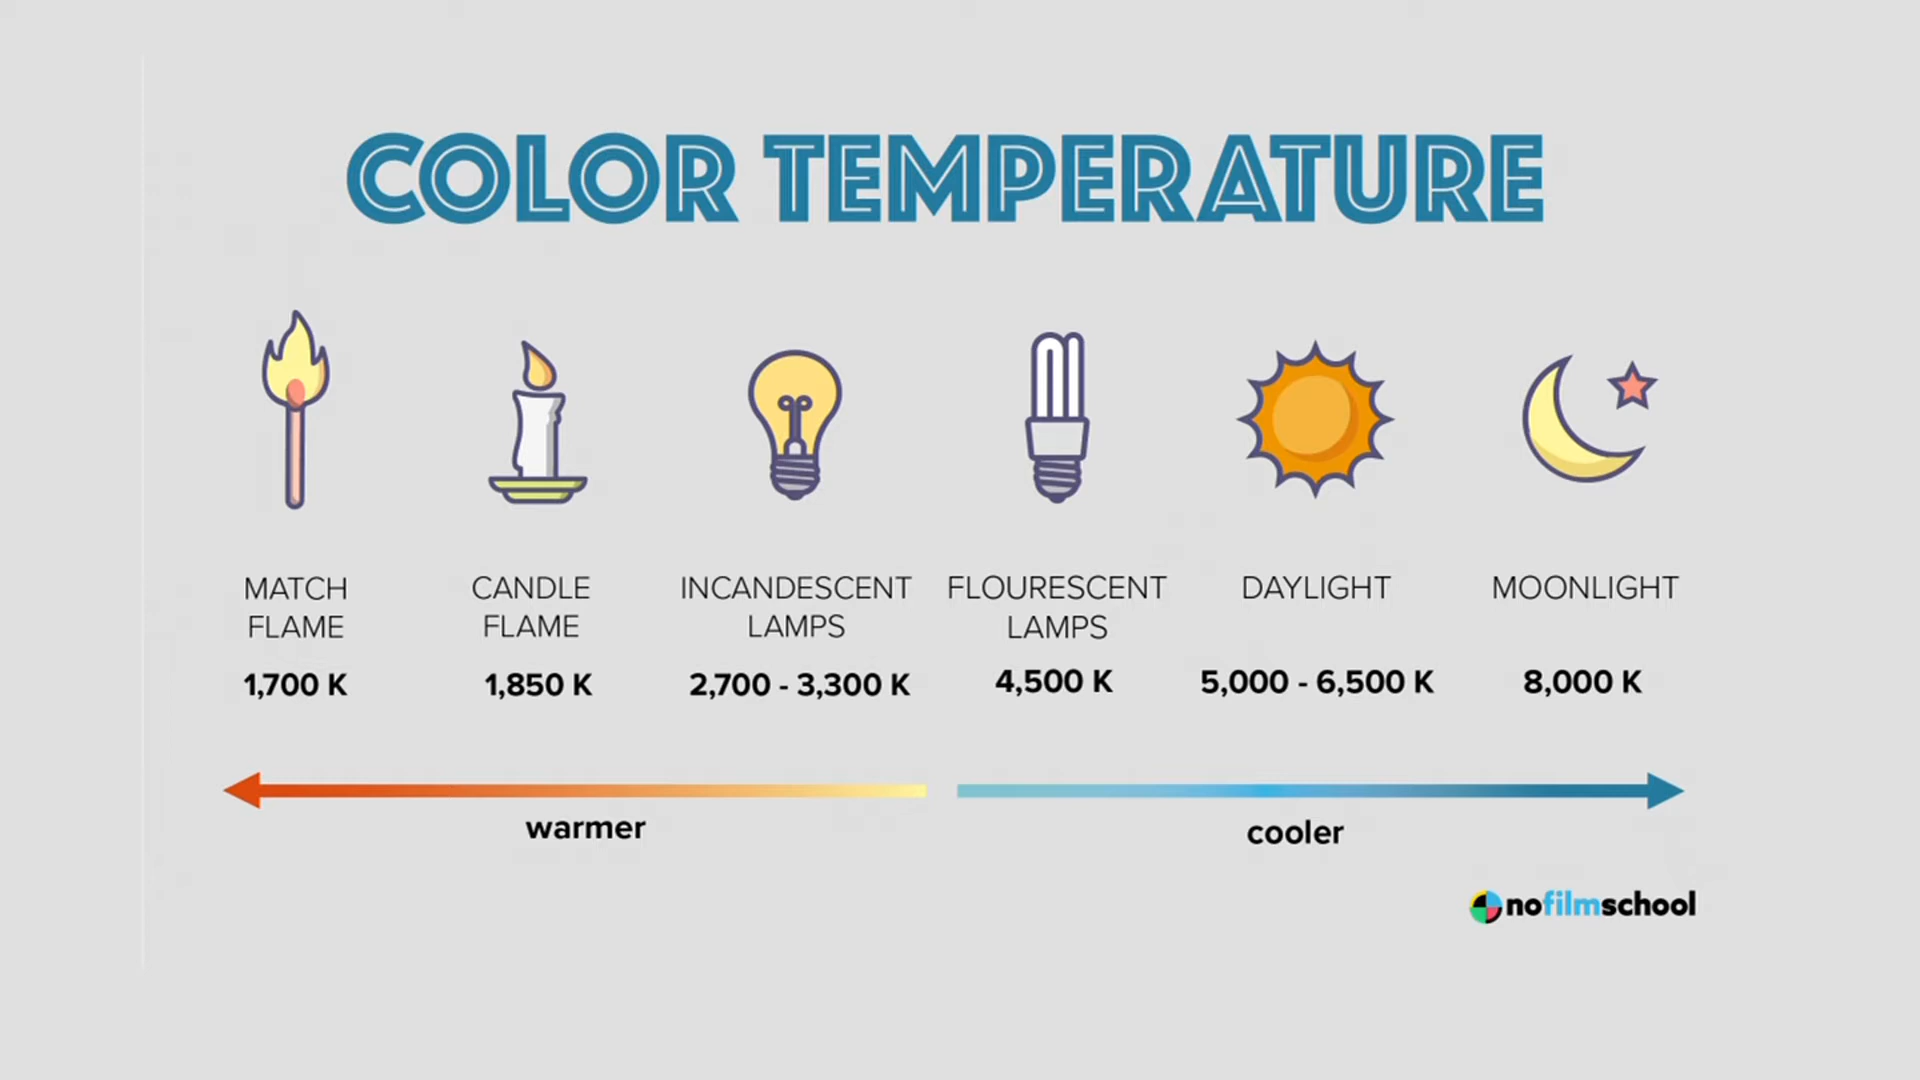 COLOR TEMPERATURE
MATCH
FLAME
1,700 K
CANDLE
FLAME
1,850 K
INCANDESCENT
LAMPS
2,700 - 3,300 K
FLOURESCENT
LAMPS
4,500 K
DAYLIGHT
5,000 - 6,500 K
MOONLIGHT
8,000 K
warmer
cooler
nofilmschool